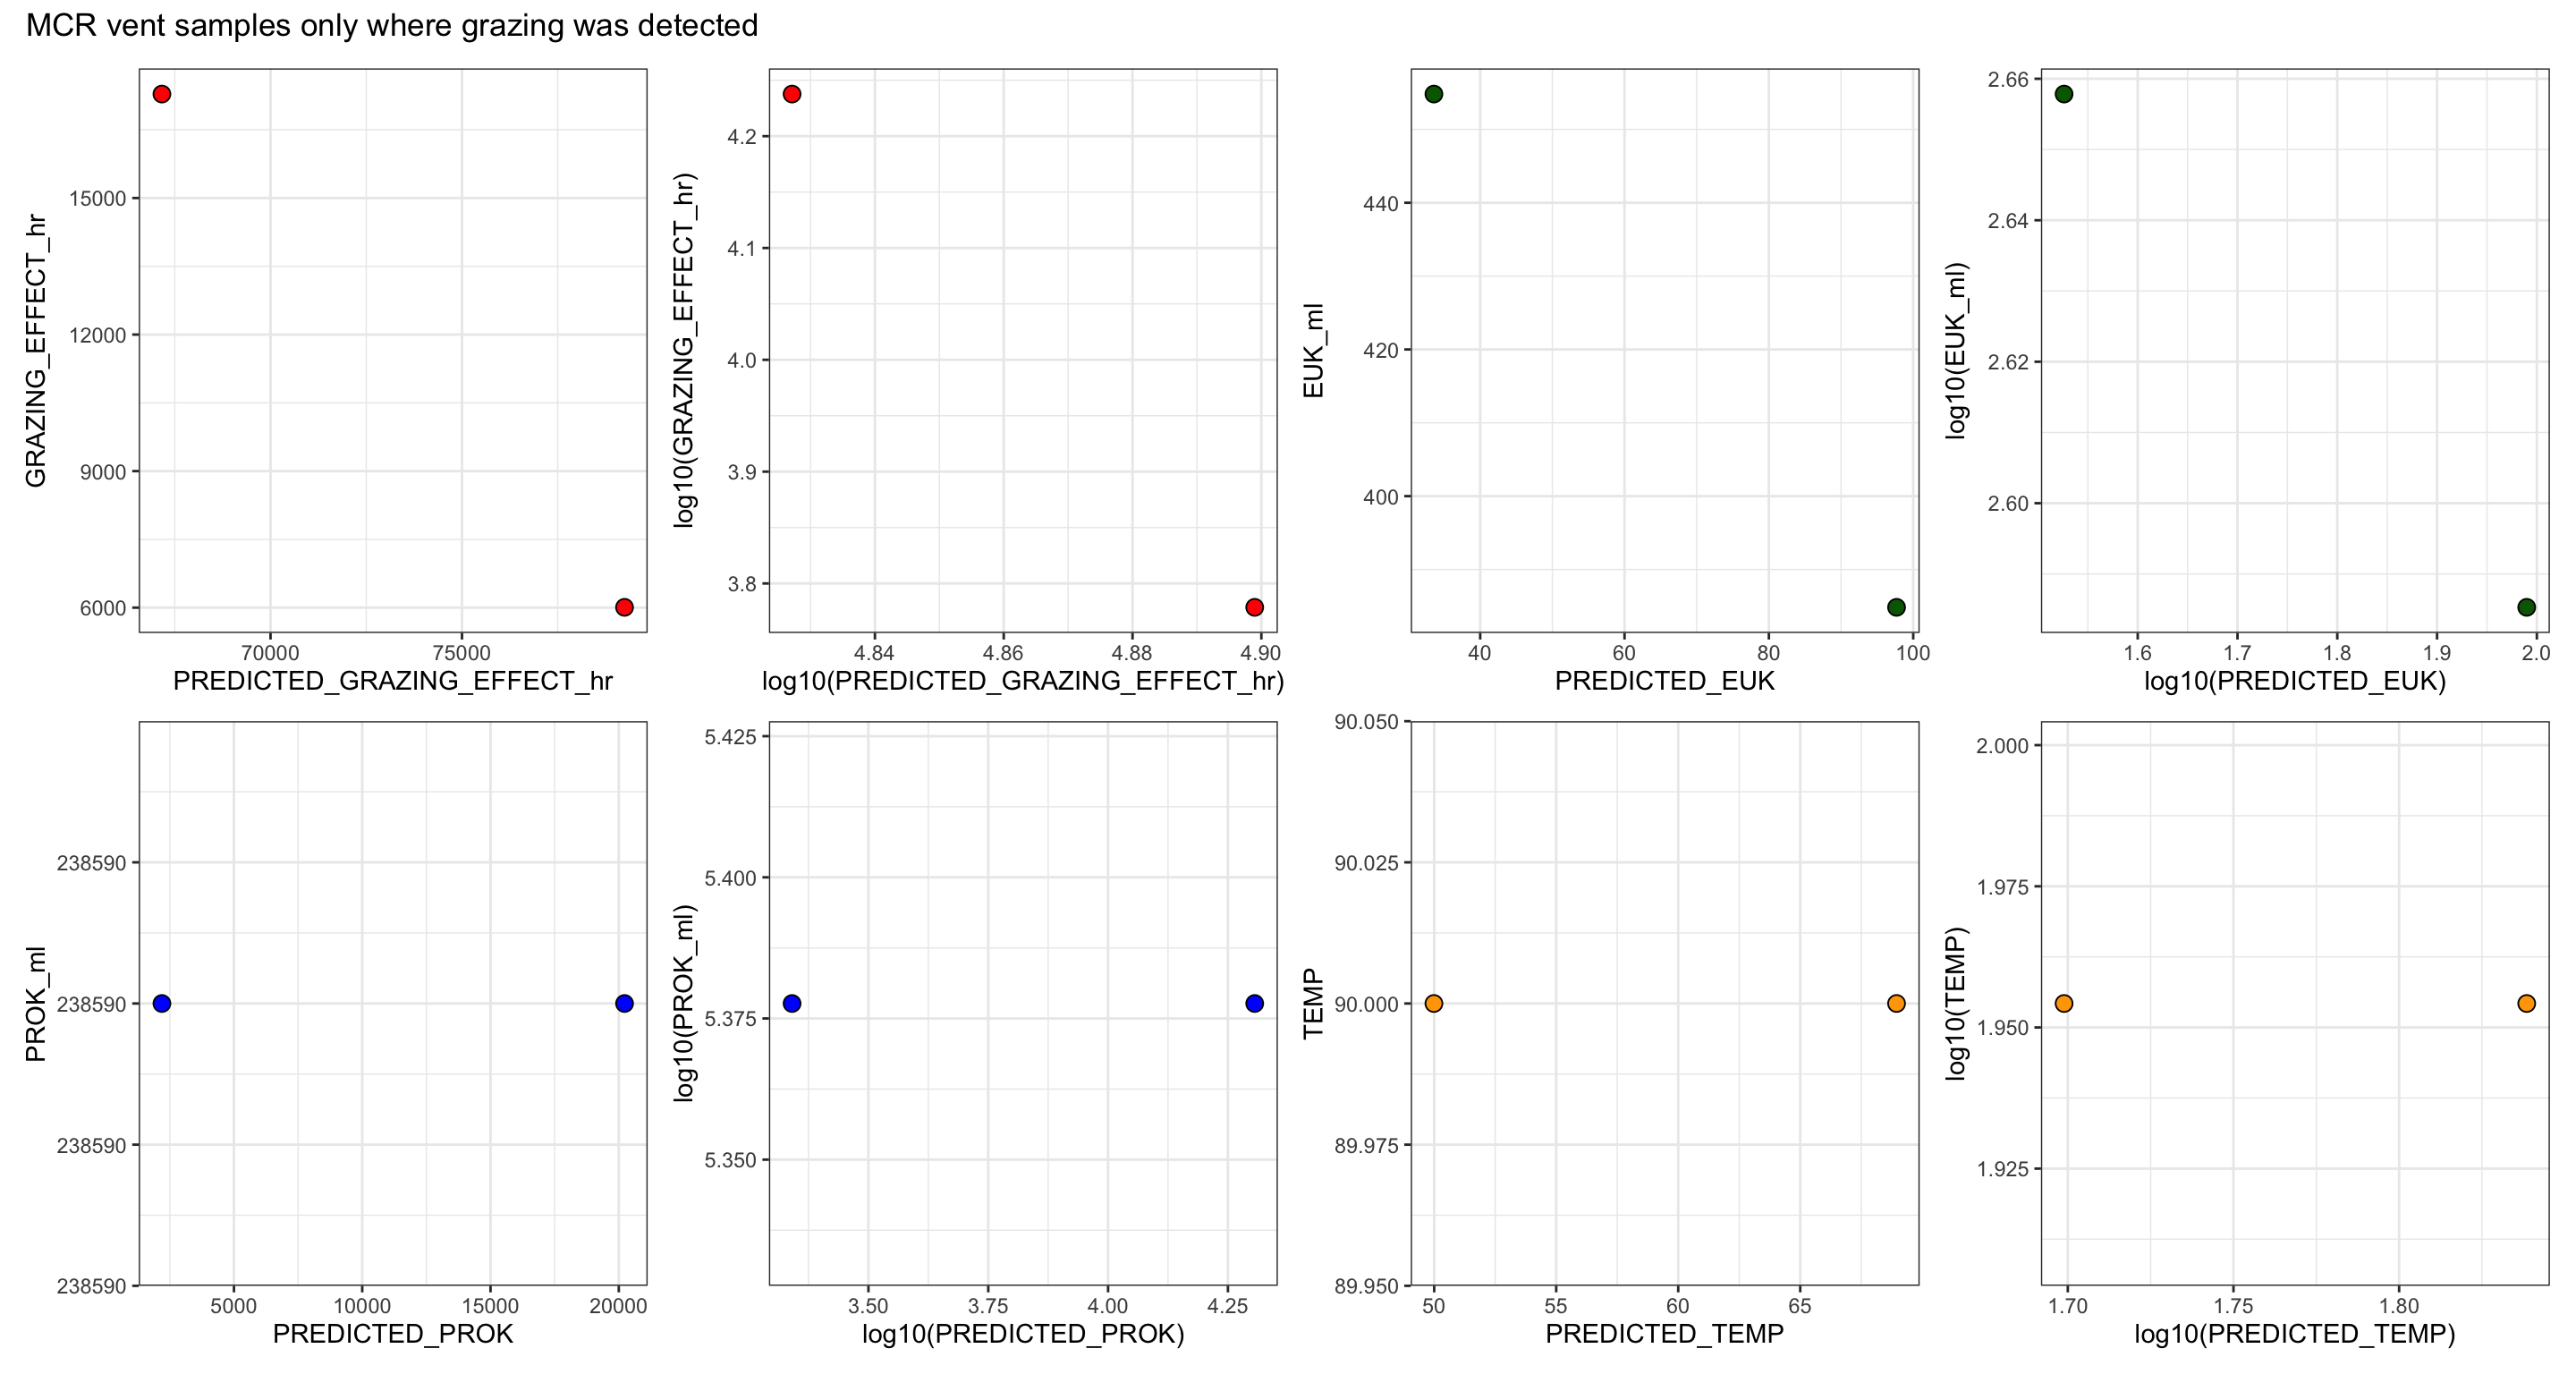 MCR vent samples only where grazing was detected
GRAZING_EFFECT_hr
15000
12000
9000
6000
70000 75000
PREDICTED_GRAZING_EFFECT_hr
log10(GRAZING_EFFECT_hr)
4.2
4.1
4.0
3.9
3.8
4.84 4.86 4.88 4.90
log10(PREDICTED_GRAZING_EFFECT_hr)
EUK_ml
440
420
400
40 60 80 100
PREDICTED_EUK
log10(EUK_ml)
2.66
2.64
2.62
2.60
1.6 1.7 1.8 1.9 2.0
log10(PREDICTED_EUK)
PROK_ml
238590
238590
238590
238590
5000 10000 15000 20000
PREDICTED_PROK
log10(PROK_ml)
5.425
5.400
5.375
5.350
3.50 3.75 4.00 4.25
log10(PREDICTED_PROK)
TEMP
90.050
90.025
90.000
89.975
89.950
50 55 60 65
PREDICTED_TEMP
log10(TEMP)
2.000
1.975
1.950
1.925
1.70 1.75 1.80
log10(PREDICTED_TEMP)